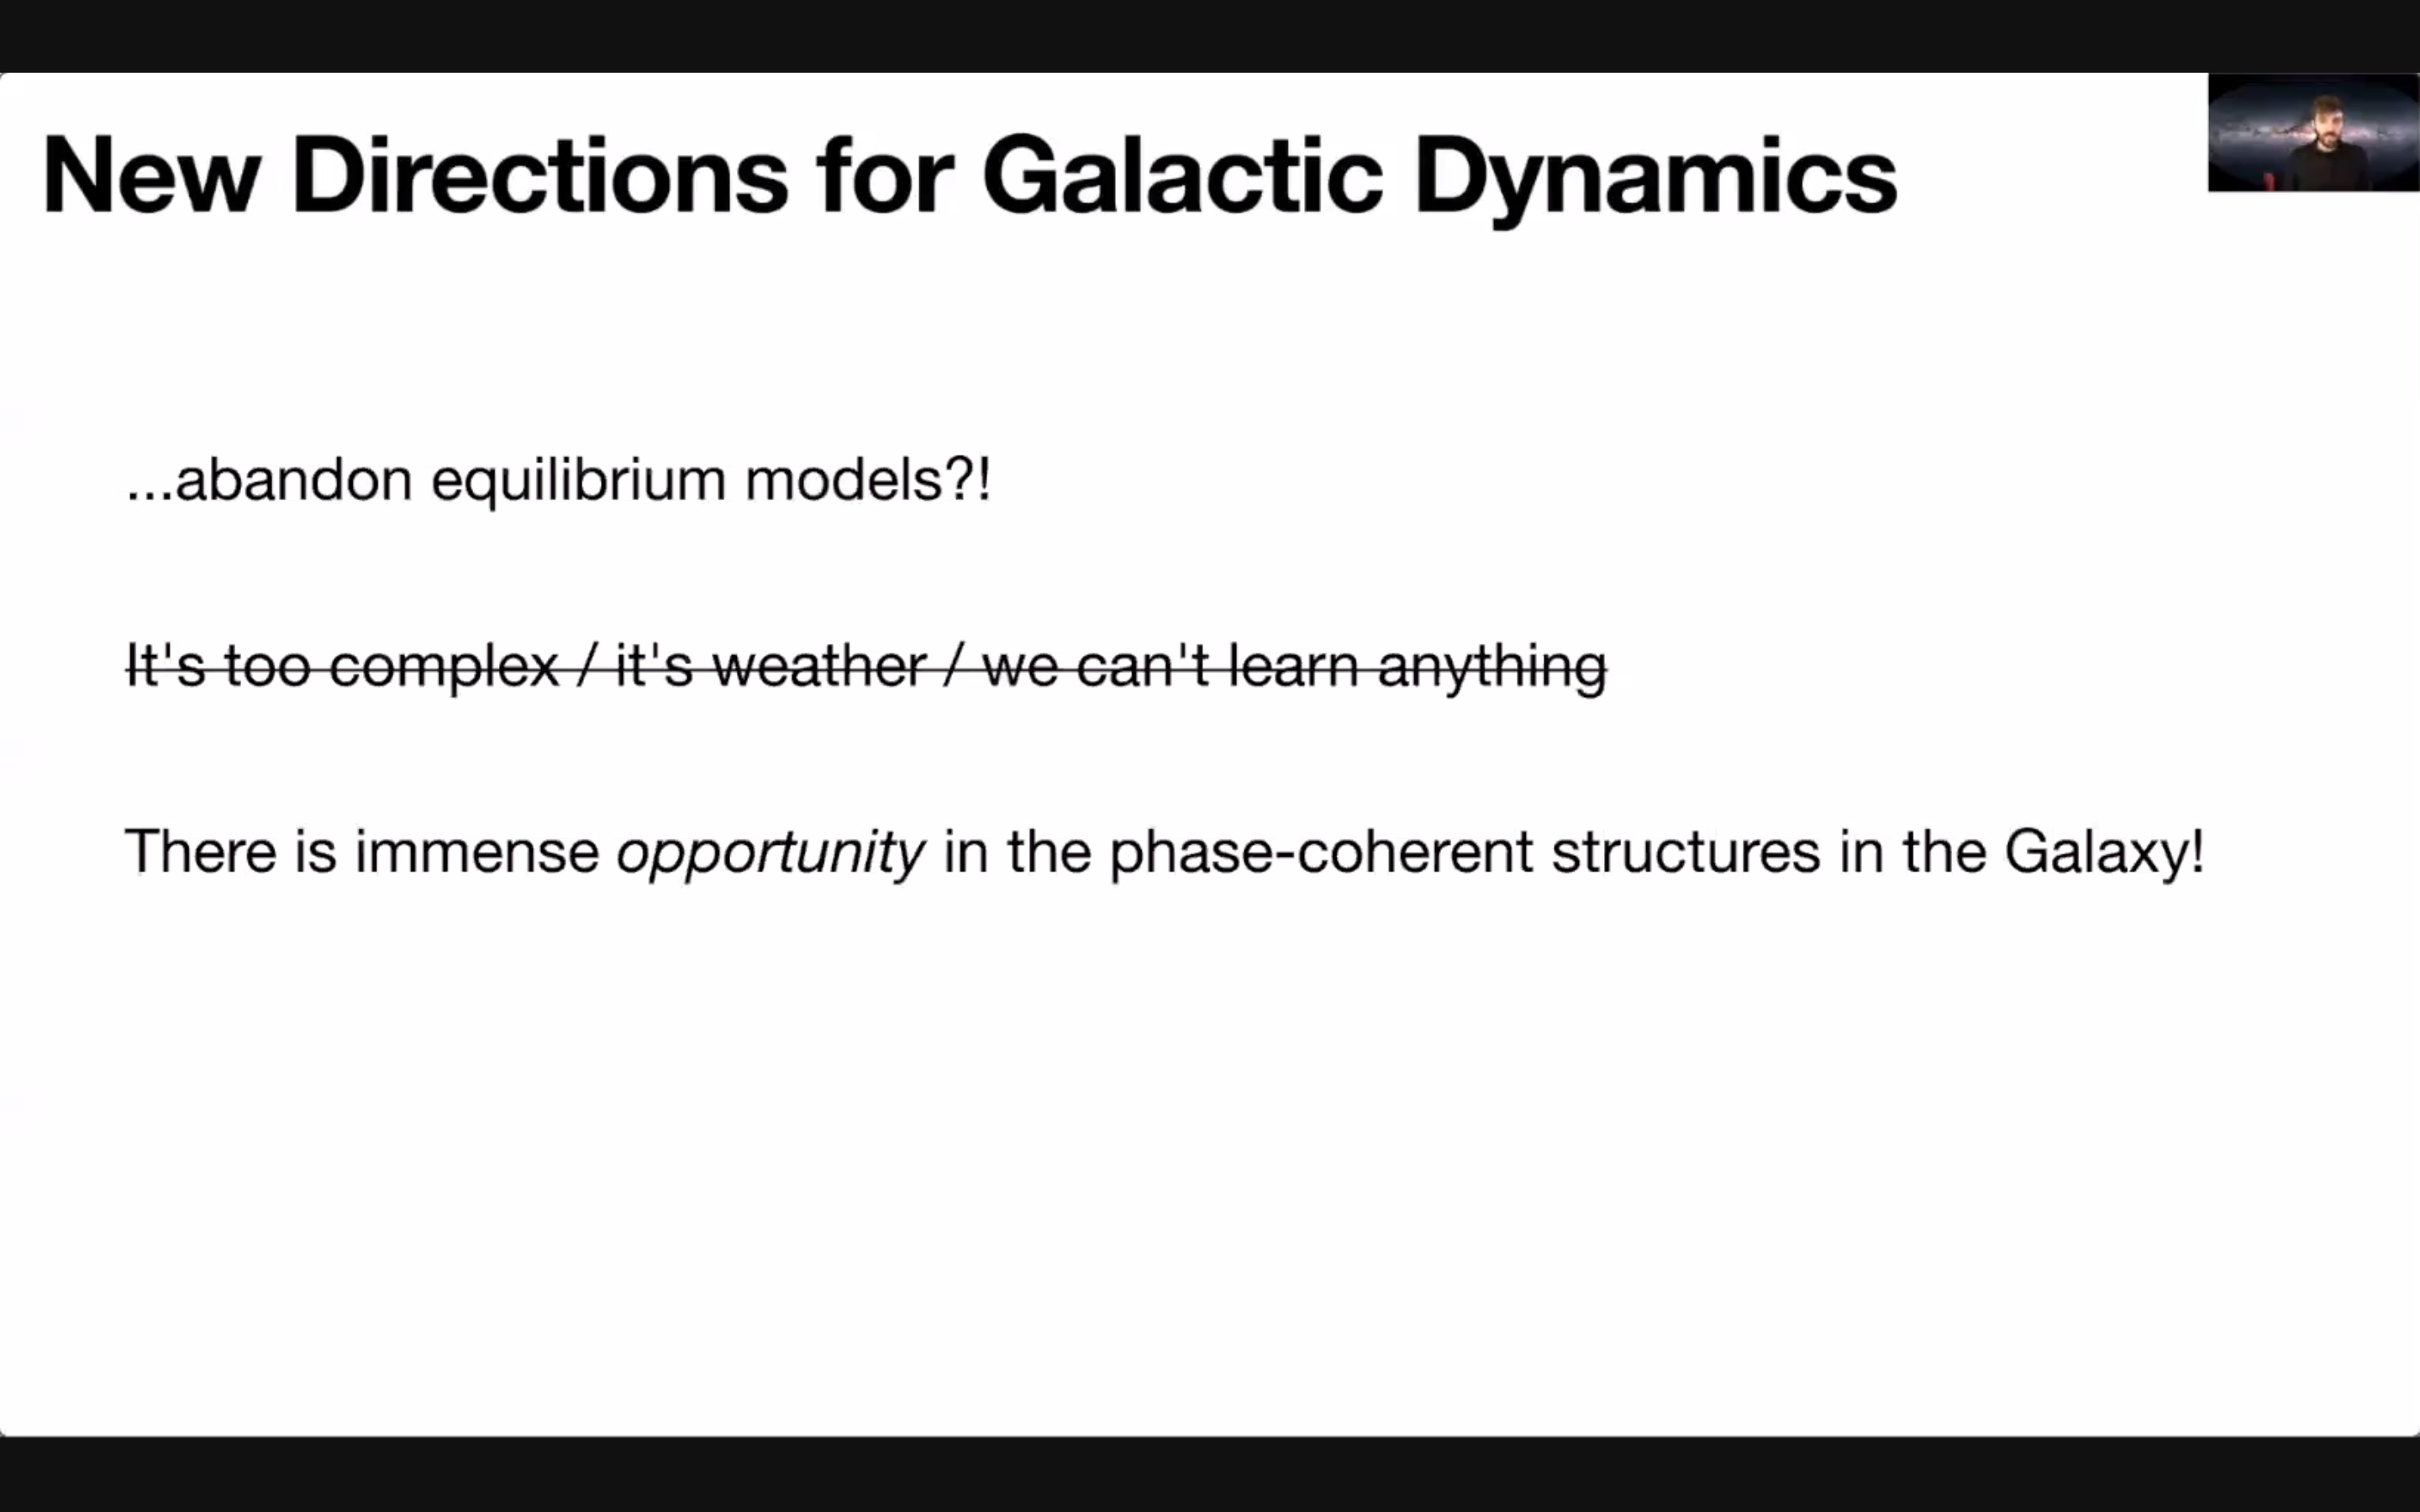 New Directions for Galactic Dynamics
...abandon equilibrium models?!
It's too complex / it's weather / we can't learn anything
There is immense opportunity in the phase-coherent structures in the Galaxy!